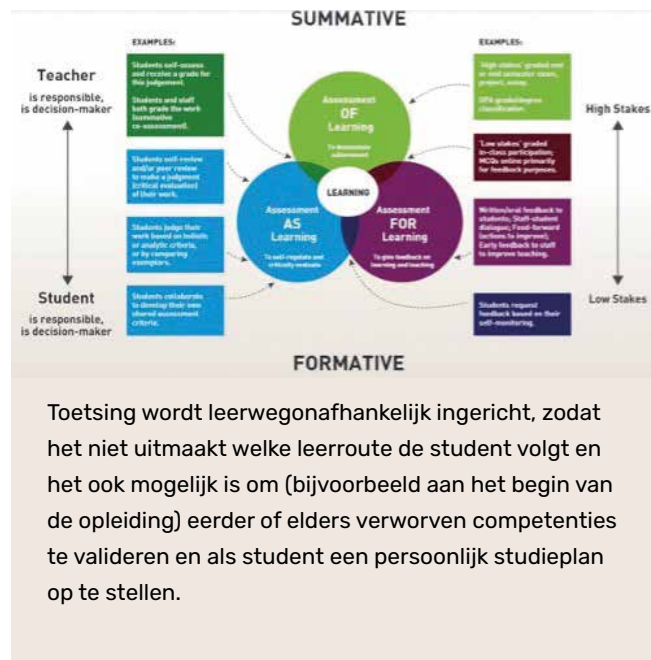 SUMMATIVE
EXAMPLES:
EXAMPLES:
Teacher
is responsible,
is decision-maker
Students self-assess
and receive a grade for
this judgement.
Students and staff
both grade the work
(summative
co-assessment).
Students self-review
and/or peer review
to make a judgment
(critical evaluation)
of their work.
Students judge their
work based on holistic
or analytic criteria,
or by comparing
exemplars.
Students collaborate
to develop their own
shared assessment
criteria.
Student
is responsible,
is decision-maker
Assessment
OF
Learning
To demonstrate
achievement
LEARNING
Assessment
AS
Learning
To self-regulate and
critically evaluate
Assessment
FOR
Learning
To give feedback on
learning and teaching
'High stakes' graded end
or mid semester exam,
project, essay.
GPA grade/degree
classification.
'Low stakes' graded
in-class participation;
MCQs online primarily
for feedback purposes.
Written/oral feedback to
students; Staff-student
dialogue; Feed-forward
(actions to improve);
Early feedback to staff
to improve teaching.
Students request
feedback based on their
self-monitoring.
High Stakes
Low Stakes
FORMATIVE
Toetsing wordt leerwegonafhankelijk ingericht, zodat
het niet uitmaakt welke leerroute de student volgt en
het ook mogelijk is om (bijvoorbeeld aan het begin van
de opleiding) eerder of elders verworven competenties
te valideren en als student een persoonlijk studieplan
op te stellen.